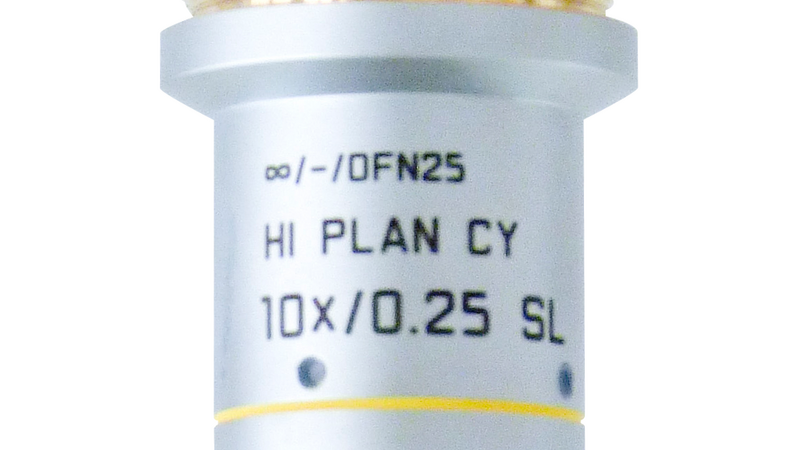 ∞/-/OFN25
HI PLAN CY
10x/0.25 SL